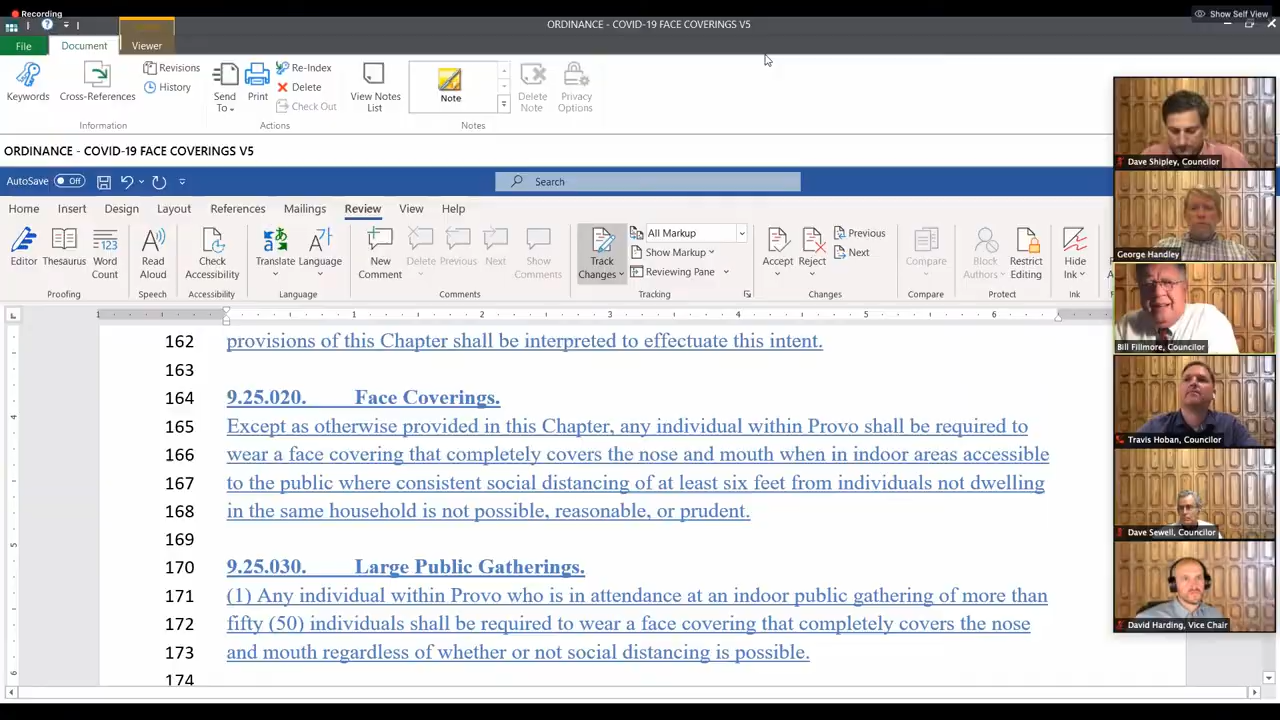 Recording
Show Self View
ORDINANCE - COVID-19 FACE COVERINGS V5
File
Document
Viewer
Keywords
Cross-References
Revisions
History
Information
Send To
Print
Re-Index
Delete
Check Out
Actions
View Notes List
Note
Delete Note
Privacy Options
Notes
ORDINANCE - COVID-19 FACE COVERINGS V5
AutoSave Off
Search
Home Insert Design Layout References Mailings Review View Help
Editor
Thesaurus
Word Count
Proofing
Read Aloud
Speech
Check Accessibility
Accessibility
Translate
Language
Language
New Comment
Delete
Previous
Next
Show Comments
Comments
Track Changes
All Markup
Show Markup
Reviewing Pane
Tracking
Accept
Reject
Previous
Next
Changes
Compare
Compare
Block Authors
Restrict Editing
Protect
Hide Ink
Ink
1 1 2 3 4 5 6
162 provisions of this Chapter shall be interpreted to effectuate this intent.
163
164 9.25.020. Face Coverings.
165 Except as otherwise provided in this Chapter, any individual within Provo shall be required to
166 wear a face covering that completely covers the nose and mouth when in indoor areas accessible
167 to the public where consistent social distancing of at least six feet from individuals not dwelling
168 in the same household is not possible, reasonable, or prudent.
169
170 9.25.030. Large Public Gatherings.
171 (1) Any individual within Provo who is in attendance at an indoor public gathering of more than
172 fifty (50) individuals shall be required to wear a face covering that completely covers the nose
173 and mouth regardless of whether or not social distancing is possible.
174
4
5
6
Dave Shipley, Councilor
George Handley
Bill Fillmore, Councilor
Travis Hoban, Councilor
Dave Sewell, Councilor
David Harding, Vice Chair